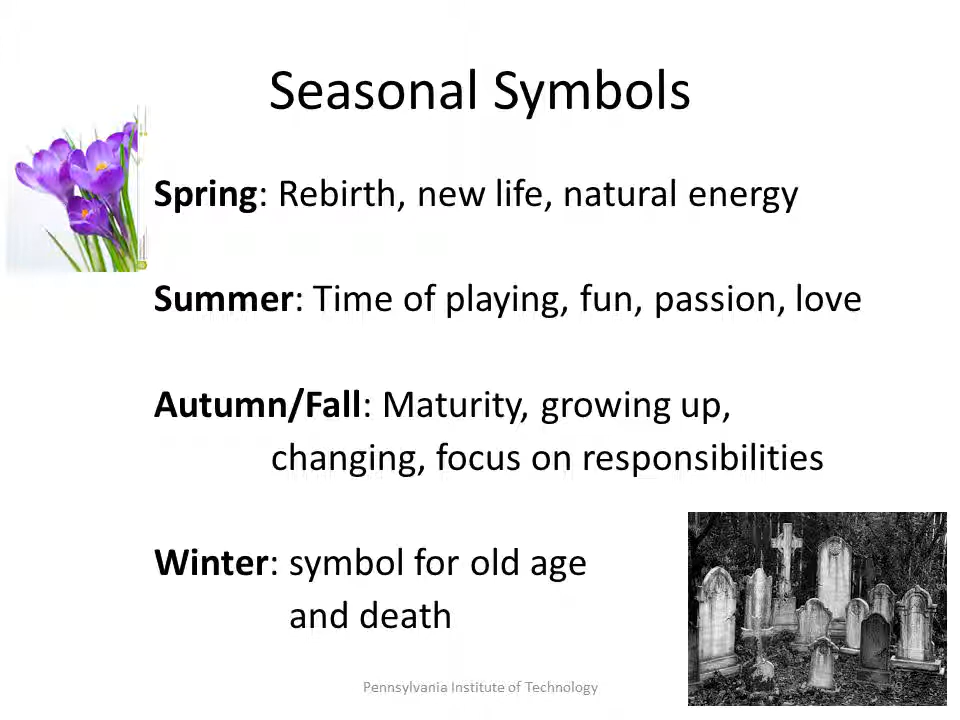 Seasonal Symbols
Spring: Rebirth, new life, natural energy
Summer: Time of playing, fun, passion, love
Autumn/Fall: Maturity, growing up,
changing, focus on responsibilities
Winter: symbol for old age
and death
Pennsylvania Institute of Technology